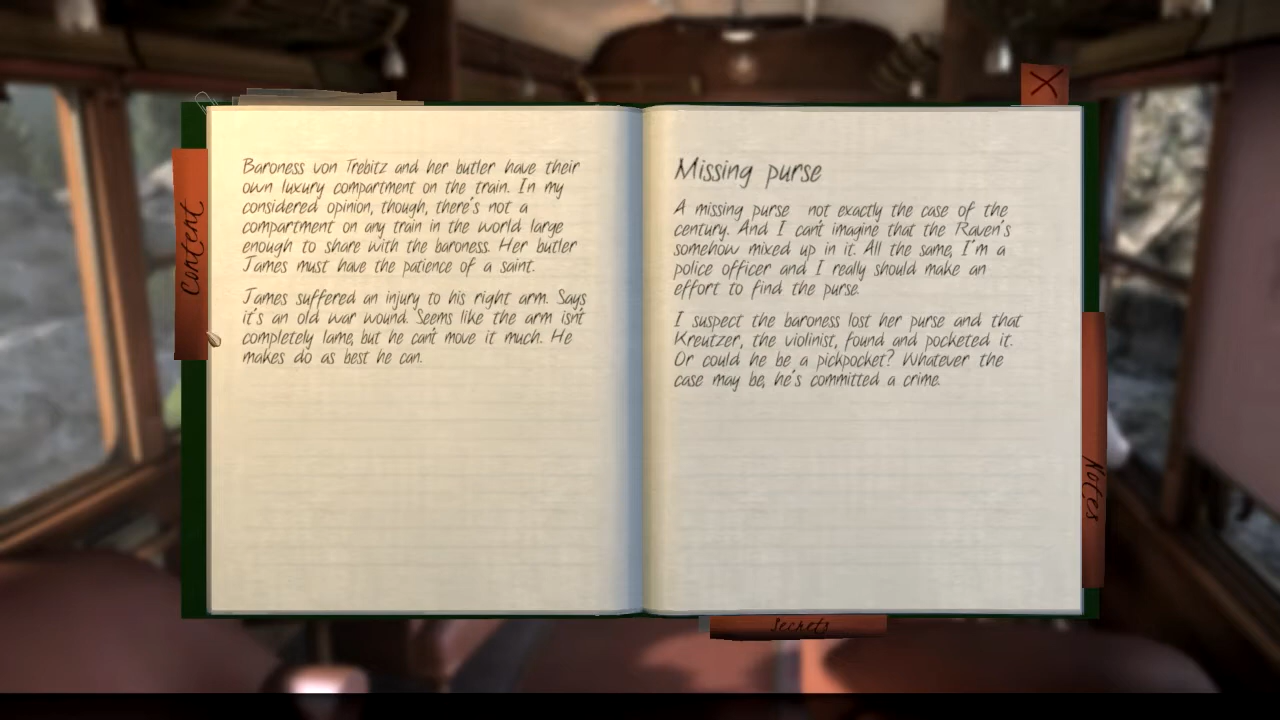 Baroness von Trebitz and her butler have their
own luxury compartment on the train. In my
considered opinion, though, there's not a
compartment on any train in the world large
enough to share with the baroness. Her butler
James must have the patience of a saint.
James suffered an injury to his right arm. Says
it's an old war wound. Seems like the arm isn't
completely lame, but he can't move it much. He
makes do as best he can.
Missing purse
A missing purse not exactly the case of the
century. And I can't imagine that the Raven's
somehow mixed up in it. All the same, I'm a
police officer and I really should make an
effort to find the purse.
I suspect the baroness lost her purse and that
Kreutzer, the violinist, found and pocketed it.
Or could he be a pickpocket? Whatever the
case may be, he's committed a crime.
content
X
Notes
Secrets